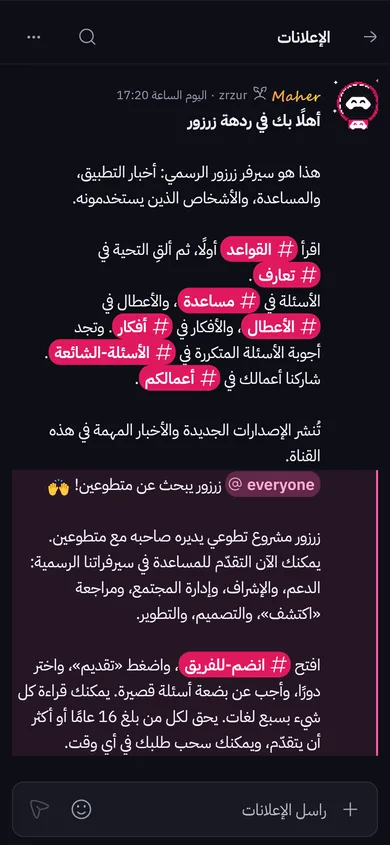 الإعلانات
Maher zrzur · اليوم الساعة 17:20
أهلًا بك في ردهة زرزور
هذا هو سيرفر زرزور الرسمي: أخبار التطبيق،
والمساعدة، والأشخاص الذين يستخدمونه.
اقرأ # القواعد أولًا، ثم ألقِ التحية في
# تعارف.
الأسئلة في # مساعدة، والأعطال في
# الأعطال، والأفكار في # أفكار. وتجد
أجوبة الأسئلة المتكررة في # الأسئلة-الشائعة.
شاركنا أعمالك في # أعمالكم.
تُنشر الإصدارات الجديدة والأخبار المهمة في هذه
القناة.
@everyone زرزور يبحث عن متطوعين! 🙌
زرزور مشروع تطوعي يديره صاحبه مع متطوعين.
يمكنك الآن التقدّم للمساعدة في سيرفراتنا الرسمية:
الدعم، والإشراف، وإدارة المجتمع، ومراجعة
«اكتشف»، والتصميم، والتطوير.
افتح # انضم-للفريق، واضغط «تقديم»، واختر
دورًا، وأجب عن بضعة أسئلة قصيرة. يمكنك قراءة كل
شيء بسبع لغات. يحق لكل من بلغ 16 عامًا أو أكثر
أن يتقدّم، ويمكنك سحب طلبك في أي وقت.
راسل الإعلانات